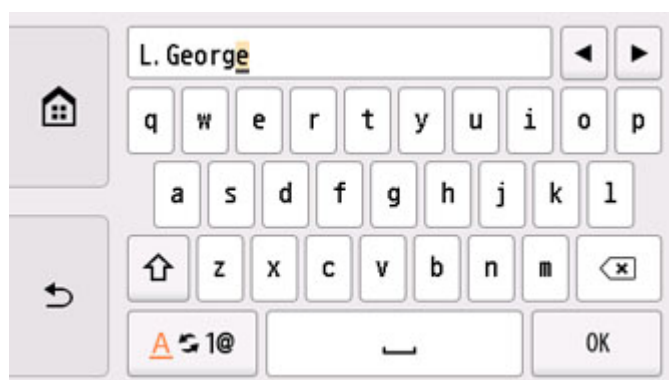 L. George
q w e r t y u i o p
a s d f g h j k l
z x c v b n m
A 1@ OK